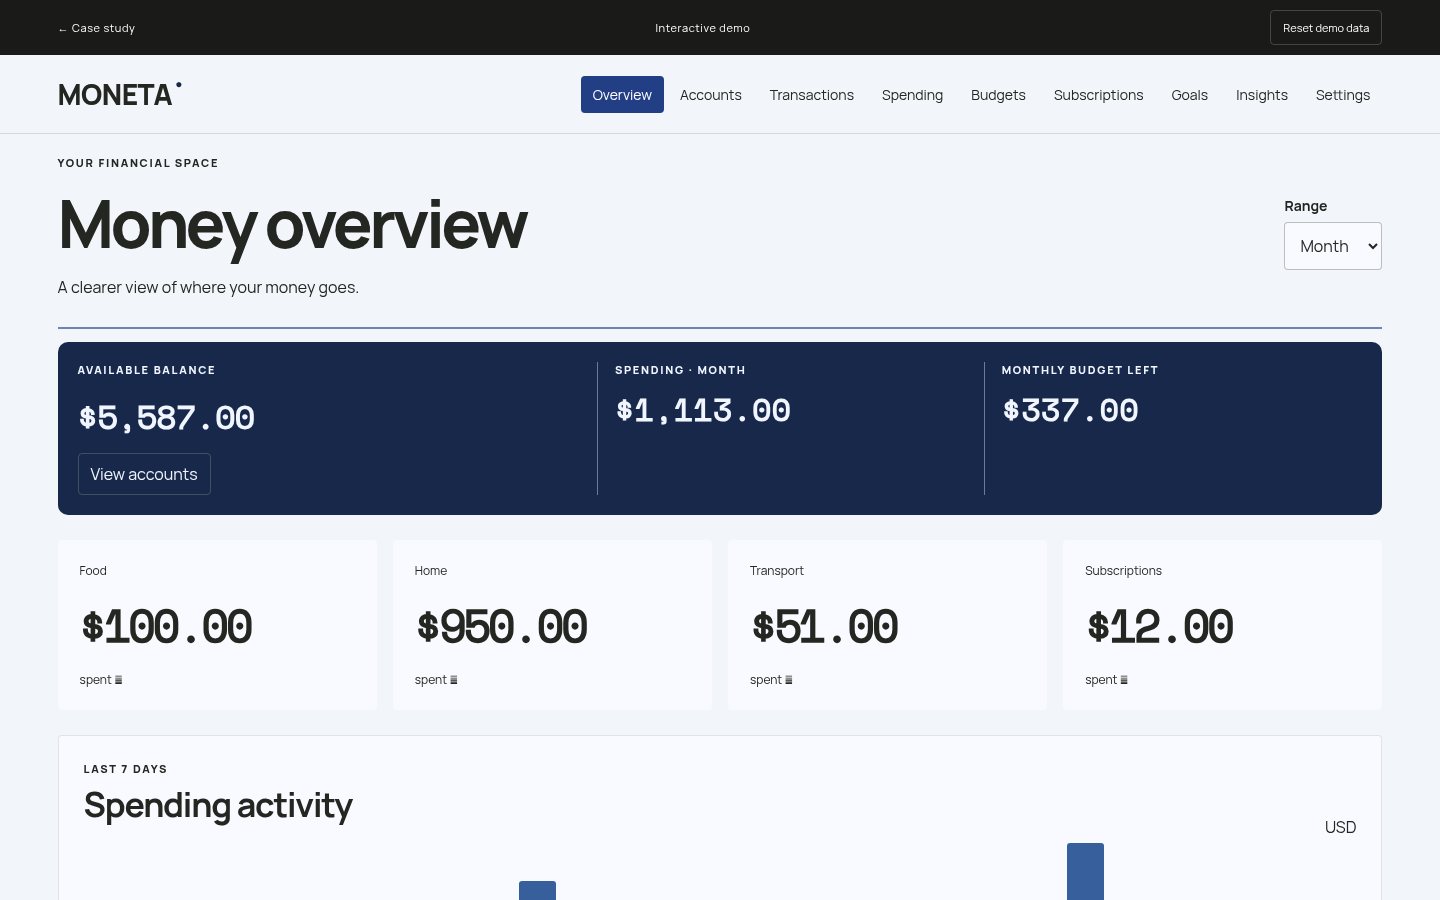 ← Case study
Interactive demo
Reset demo data
MONETA
Overview
Accounts
Transactions
Spending
Budgets
Subscriptions
Goals
Insights
Settings
YOUR FINANCIAL SPACE
Money overview
A clearer view of where your money goes.
Range
Month
AVAILABLE BALANCE
$5,587.00
View accounts
SPENDING · MONTH
$1,113.00
MONTHLY BUDGET LEFT
$337.00
Food
$100.00
spent
Home
$950.00
spent
Transport
$51.00
spent
Subscriptions
$12.00
spent
LAST 7 DAYS
Spending activity
USD